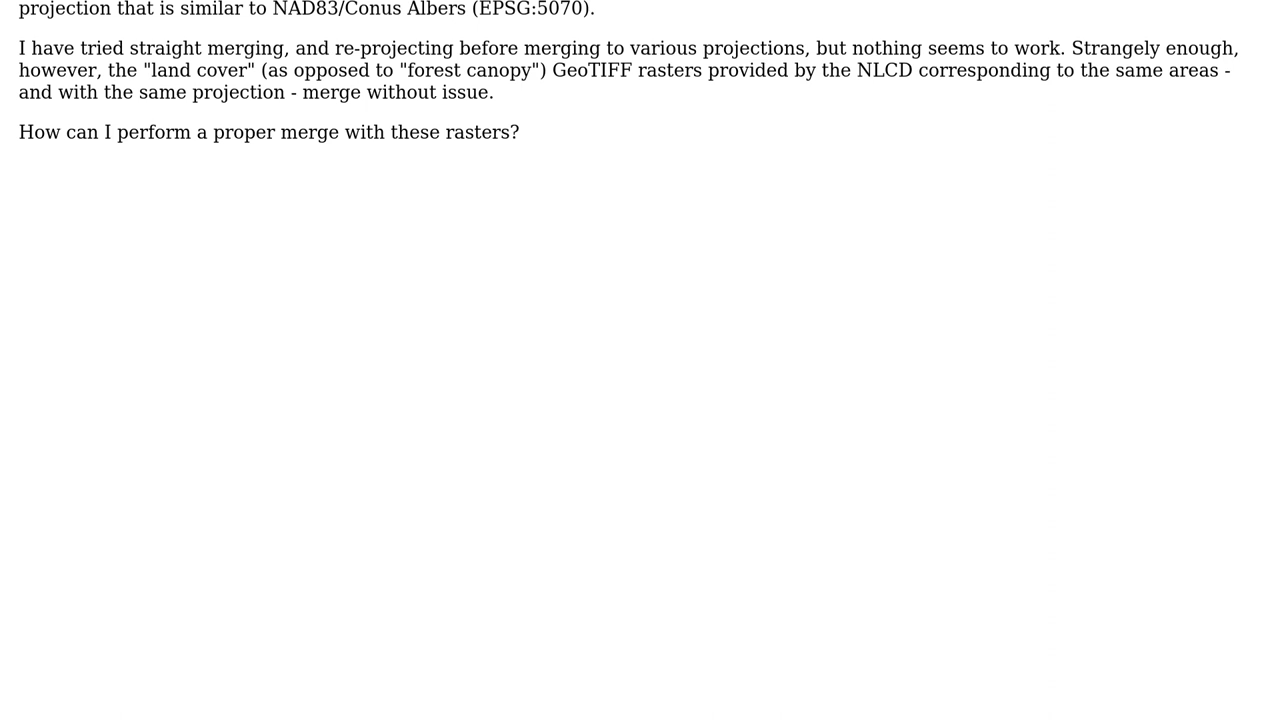 projection that is similar to NAD83/Conus Albers (EPSG:5070).
I have tried straight merging, and re-projecting before merging to various projections, but nothing seems to work. Strangely enough,
however, the "land cover" (as opposed to "forest canopy") GeoTIFF rasters provided by the NLCD corresponding to the same areas -
and with the same projection - merge without issue.
How can I perform a proper merge with these rasters?